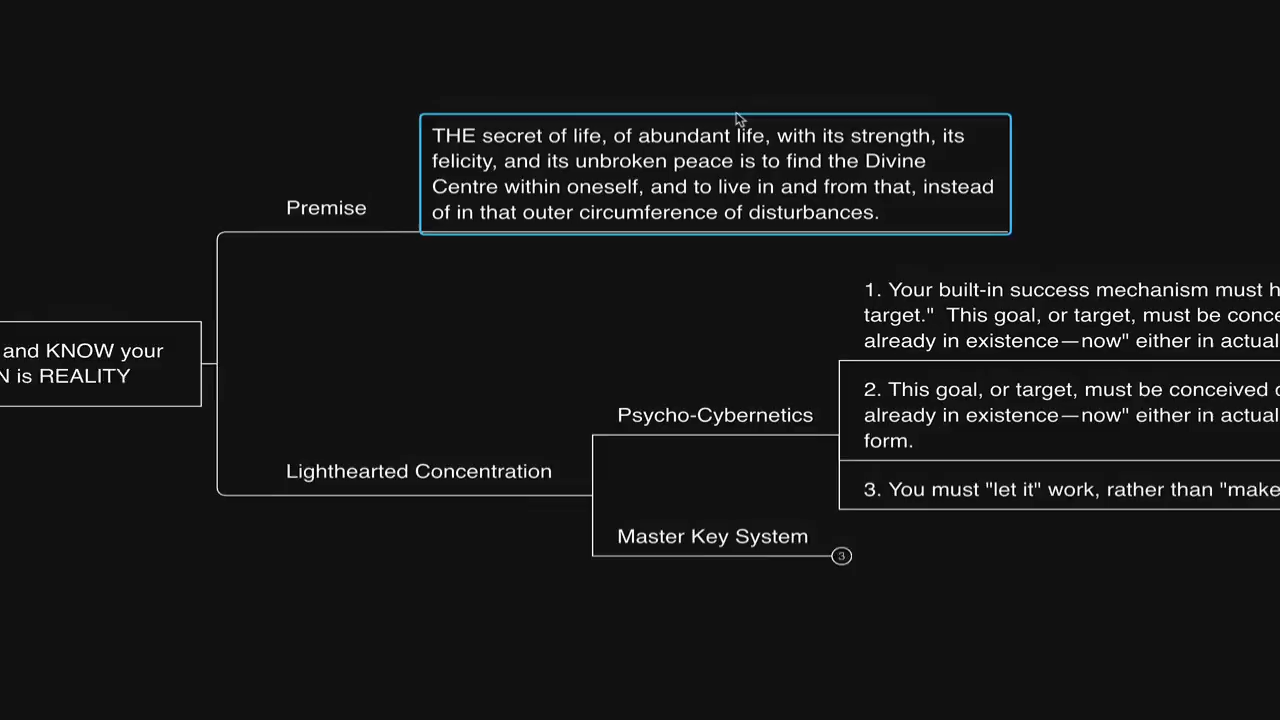 THE secret of life, of abundant life, with its strength, its
felicity, and its unbroken peace is to find the Divine
Centre within oneself, and to live in and from that, instead
of in that outer circumference of disturbances.
Premise
and KNOW your
N is REALITY
1. Your built-in success mechanism must h
target."  This goal, or target, must be conce
already in existence—now" either in actual
2. This goal, or target, must be conceived o
already in existence—now" either in actual
form.
3. You must "let it" work, rather than "make
Psycho-Cybernetics
Lighthearted Concentration
Master Key System
3